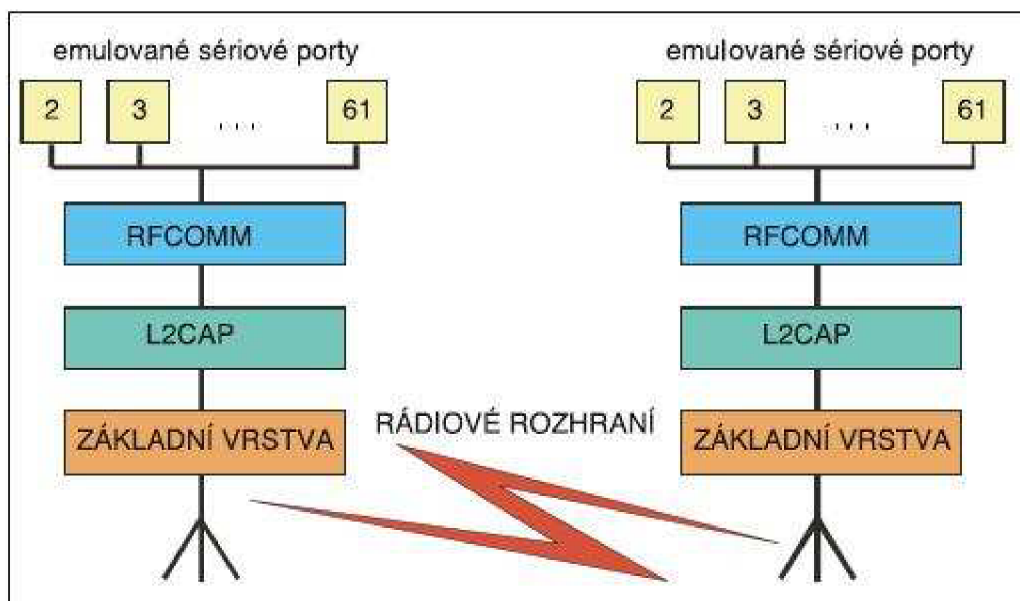 emulované sériové porty
emulované sériové porty
2 3 ... 61
2 3 ... 61
RFCOMM
RFCOMM
L2CAP
L2CAP
RÁDIOVÉ ROZHRANÍ
ZÁKLADNÍ VRSTVA
ZÁKLADNÍ VRSTVA